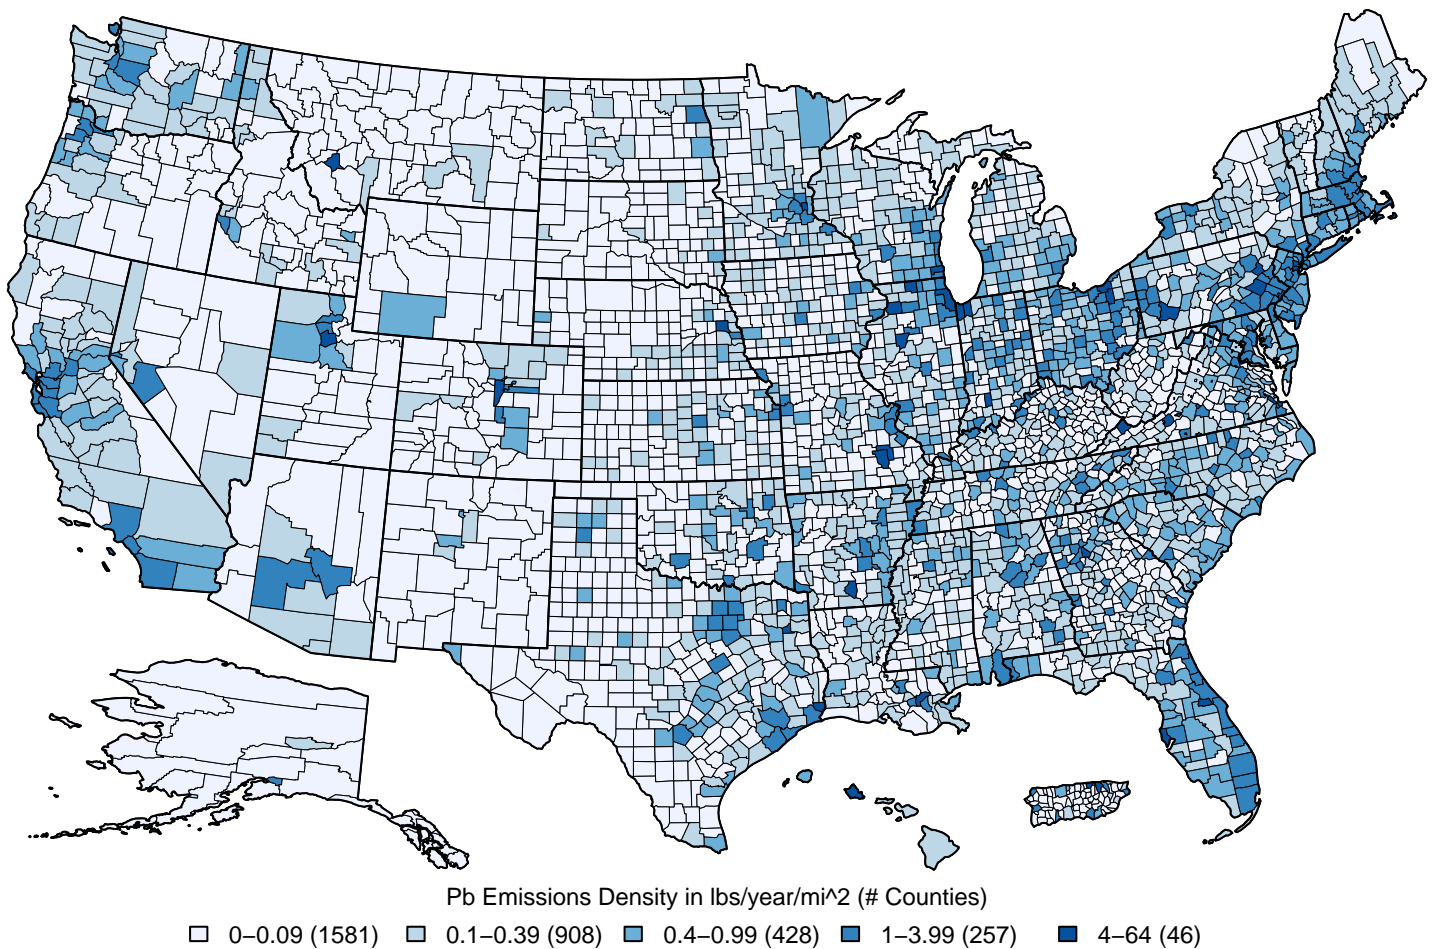 Pb Emissions Density in lbs/year/mi^2 (# Counties)
0−0.09 (1581) 0.1−0.39 (908) 0.4−0.99 (428) 1−3.99 (257) 4−64 (46)